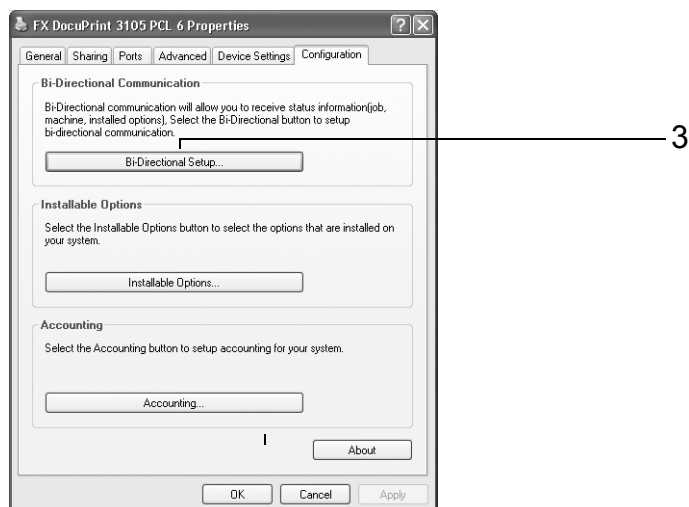 FX DocuPrint 3105 PCL 6 Properties
General Sharing Ports Advanced Device Settings Configuration
Bi-Directional Communication
Bi-Directional communication will allow you to receive status information(job,
machine, installed options), Select the Bi-Directional button to setup
bi-directional communication.
3
Bi-Directional Setup...
Installable Options
Select the Installable Options button to select the options that are installed on
your system.
Installable Options...
Accounting
Select the Accounting button to setup accounting for your system.
Accounting...
About
OK Cancel Apply